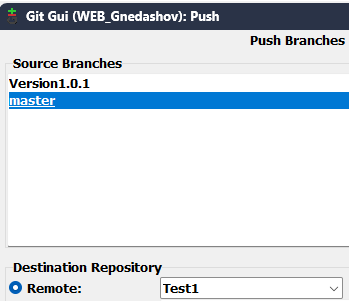 Git Gui (WEB_Gnedashov): Push
Push Branches
Source Branches
Version1.0.1
master
Destination Repository
Remote:
Test1